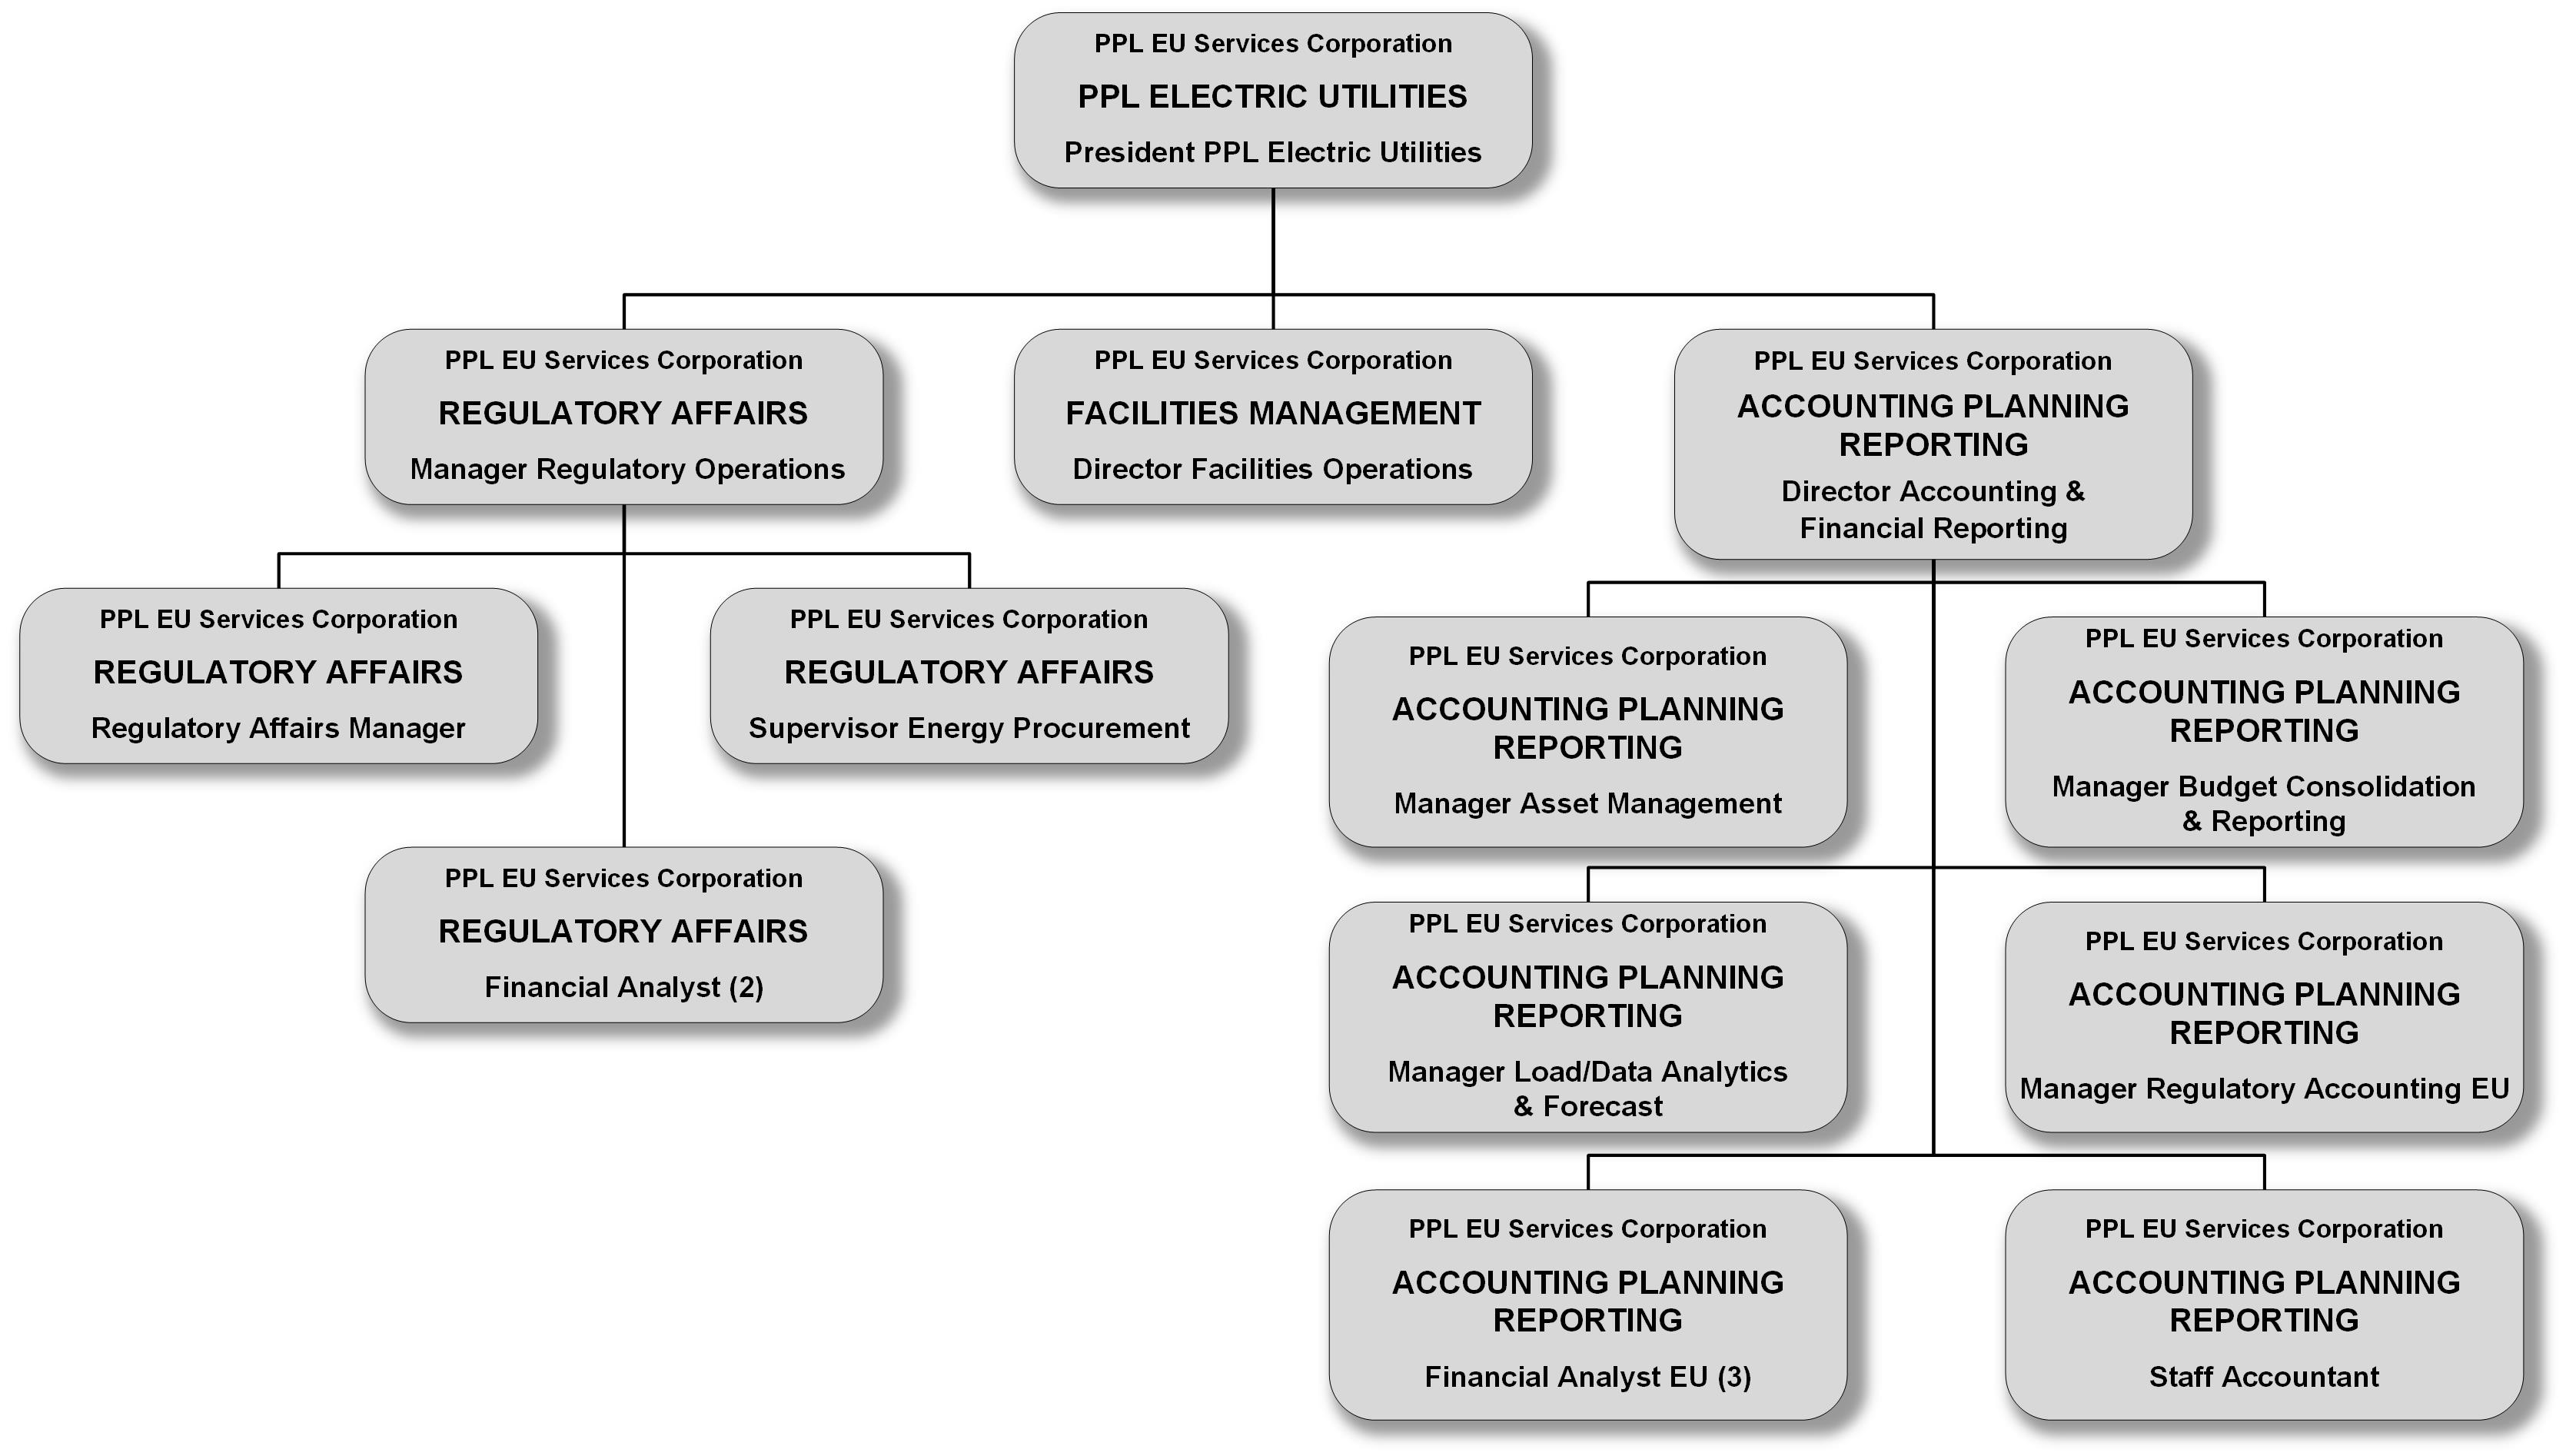 PPL EU Services Corporation
PPL ELECTRIC UTILITIES
President PPL Electric Utilities
PPL EU Services Corporation
REGULATORY AFFAIRS
Manager Regulatory Operations
PPL EU Services Corporation
FACILITIES MANAGEMENT
Director Facilities Operations
PPL EU Services Corporation
ACCOUNTING PLANNING
REPORTING
Director Accounting &
Financial Reporting
PPL EU Services Corporation
REGULATORY AFFAIRS
Regulatory Affairs Manager
PPL EU Services Corporation
REGULATORY AFFAIRS
Supervisor Energy Procurement
PPL EU Services Corporation
REGULATORY AFFAIRS
Financial Analyst (2)
PPL EU Services Corporation
ACCOUNTING PLANNING
REPORTING
Manager Asset Management
PPL EU Services Corporation
ACCOUNTING PLANNING
REPORTING
Manager Budget Consolidation
& Reporting
PPL EU Services Corporation
ACCOUNTING PLANNING
REPORTING
Manager Load/Data Analytics
& Forecast
PPL EU Services Corporation
ACCOUNTING PLANNING
REPORTING
Manager Regulatory Accounting EU
PPL EU Services Corporation
ACCOUNTING PLANNING
REPORTING
Financial Analyst EU (3)
PPL EU Services Corporation
ACCOUNTING PLANNING
REPORTING
Staff Accountant